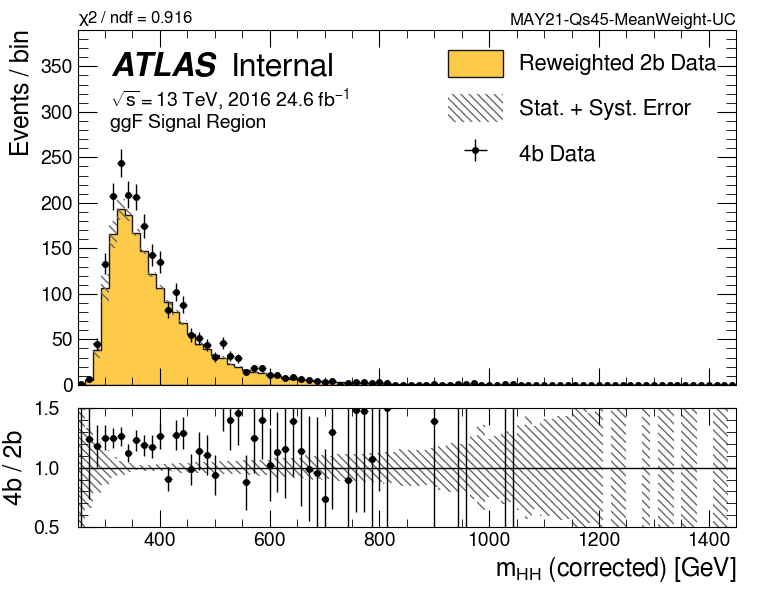 χ2 / ndf = 0.916
MAY21-Qs45-MeanWeight-UC
ATLAS Internal
√s = 13 TeV, 2016 24.6 fb⁻¹
ggF Signal Region
Reweighted 2b Data
Stat. + Syst. Error
4b Data
Events / bin
350
300
250
200
150
100
50
0
4b / 2b
1.5
1.0
0.5
400 600 800 1000 1200 1400
mHH (corrected) [GeV]